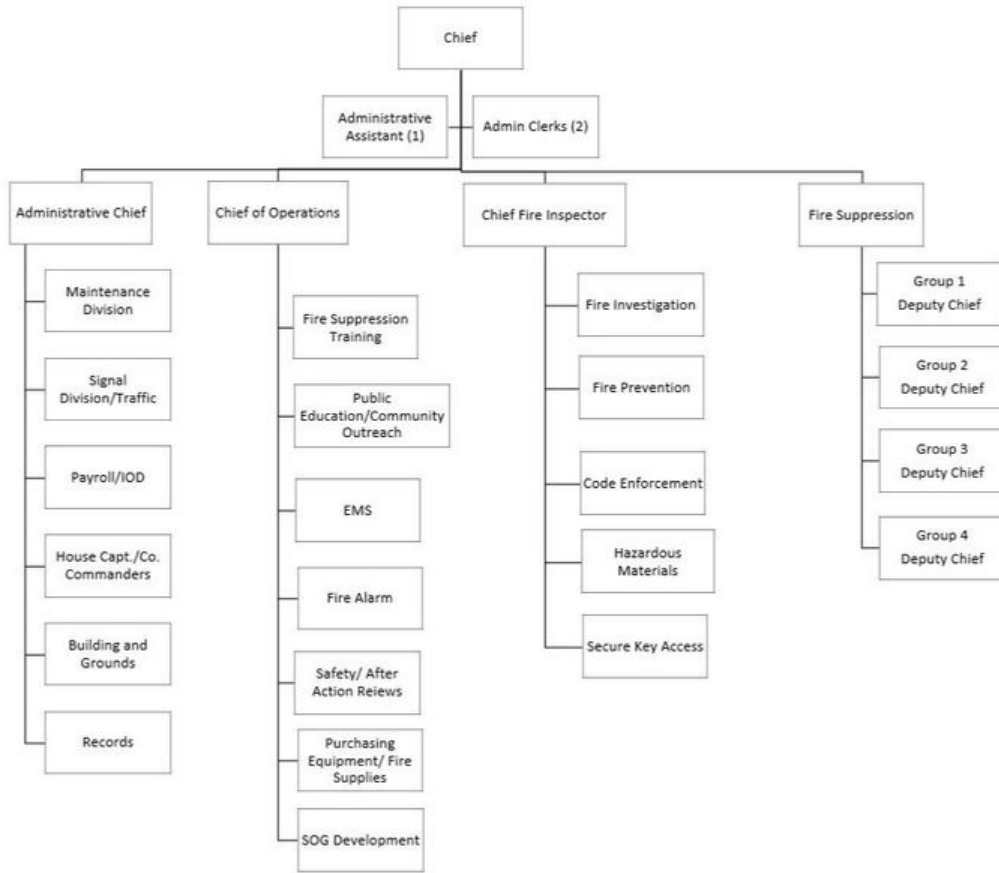 Chief
Administrative
Assistant (1)
Admin Clerks (2)
Administrative Chief
Chief of Operations
Chief Fire Inspector
Fire Suppression
Maintenance
Division
Signal
Division/Traffic
Payroll/IOD
House Capt./Co.
Commanders
Building and
Grounds
Records
Fire Suppression
Training
Public
Education/Community
Outreach
EMS
Fire Alarm
Safety/ After
Action Reiews
Purchasing
Equipment/ Fire
Supplies
SOG Development
Fire Investigation
Fire Prevention
Code Enforcement
Hazardous
Materials
Secure Key Access
Group 1
Deputy Chief
Group 2
Deputy Chief
Group 3
Deputy Chief
Group 4
Deputy Chief